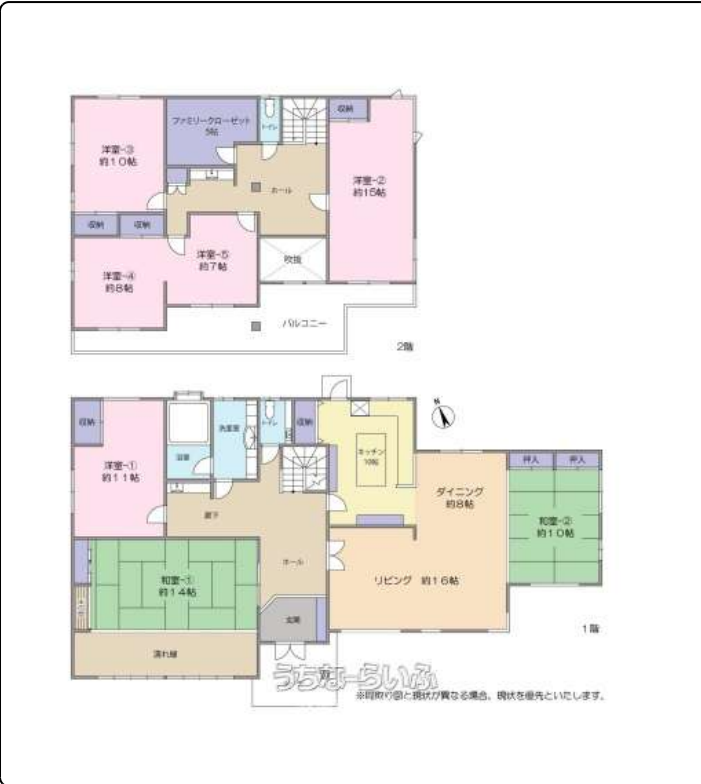 ファミリークローゼット
5帖
トイレ
収納
洋室-③
約10帖
洋室-②
約15帖
ホール
収納
収納
洋室-⑤
約7帖
吹抜
洋室-④
約8帖
バルコニー
2階
N
収納
洗面室
トイレ
収納
キッチン
10帖
浴室
洋室-①
約11帖
押入
押入
ダイニング
約8帖
廊下
和室-②
約10帖
ホール
和室-①
約14帖
リビング 約16帖
玄関
1階
濡れ縁
うちなーらいふ
※間取り図と現状が異なる場合、現状を優先といたします。